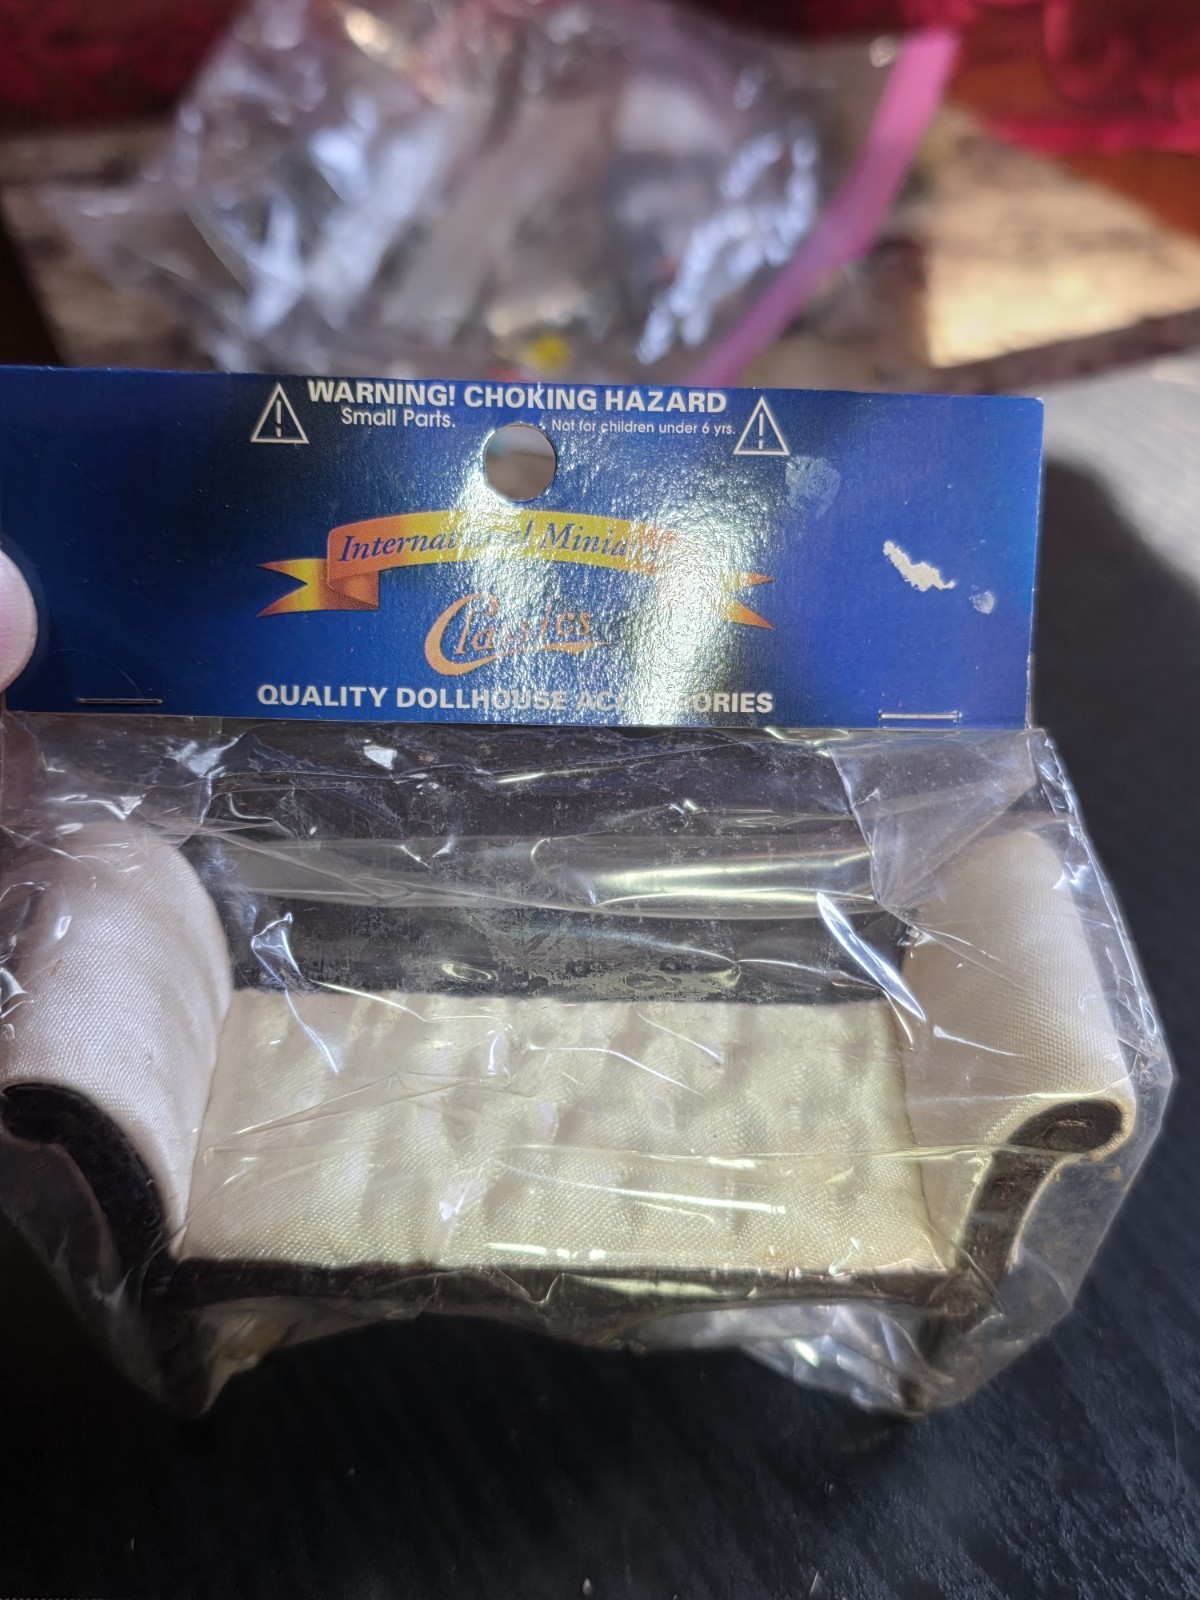 WARNING! CHOKING HAZARD
Small Parts. Not for children under 6 yrs.
Classics
QUALITY DOLLHOUSE